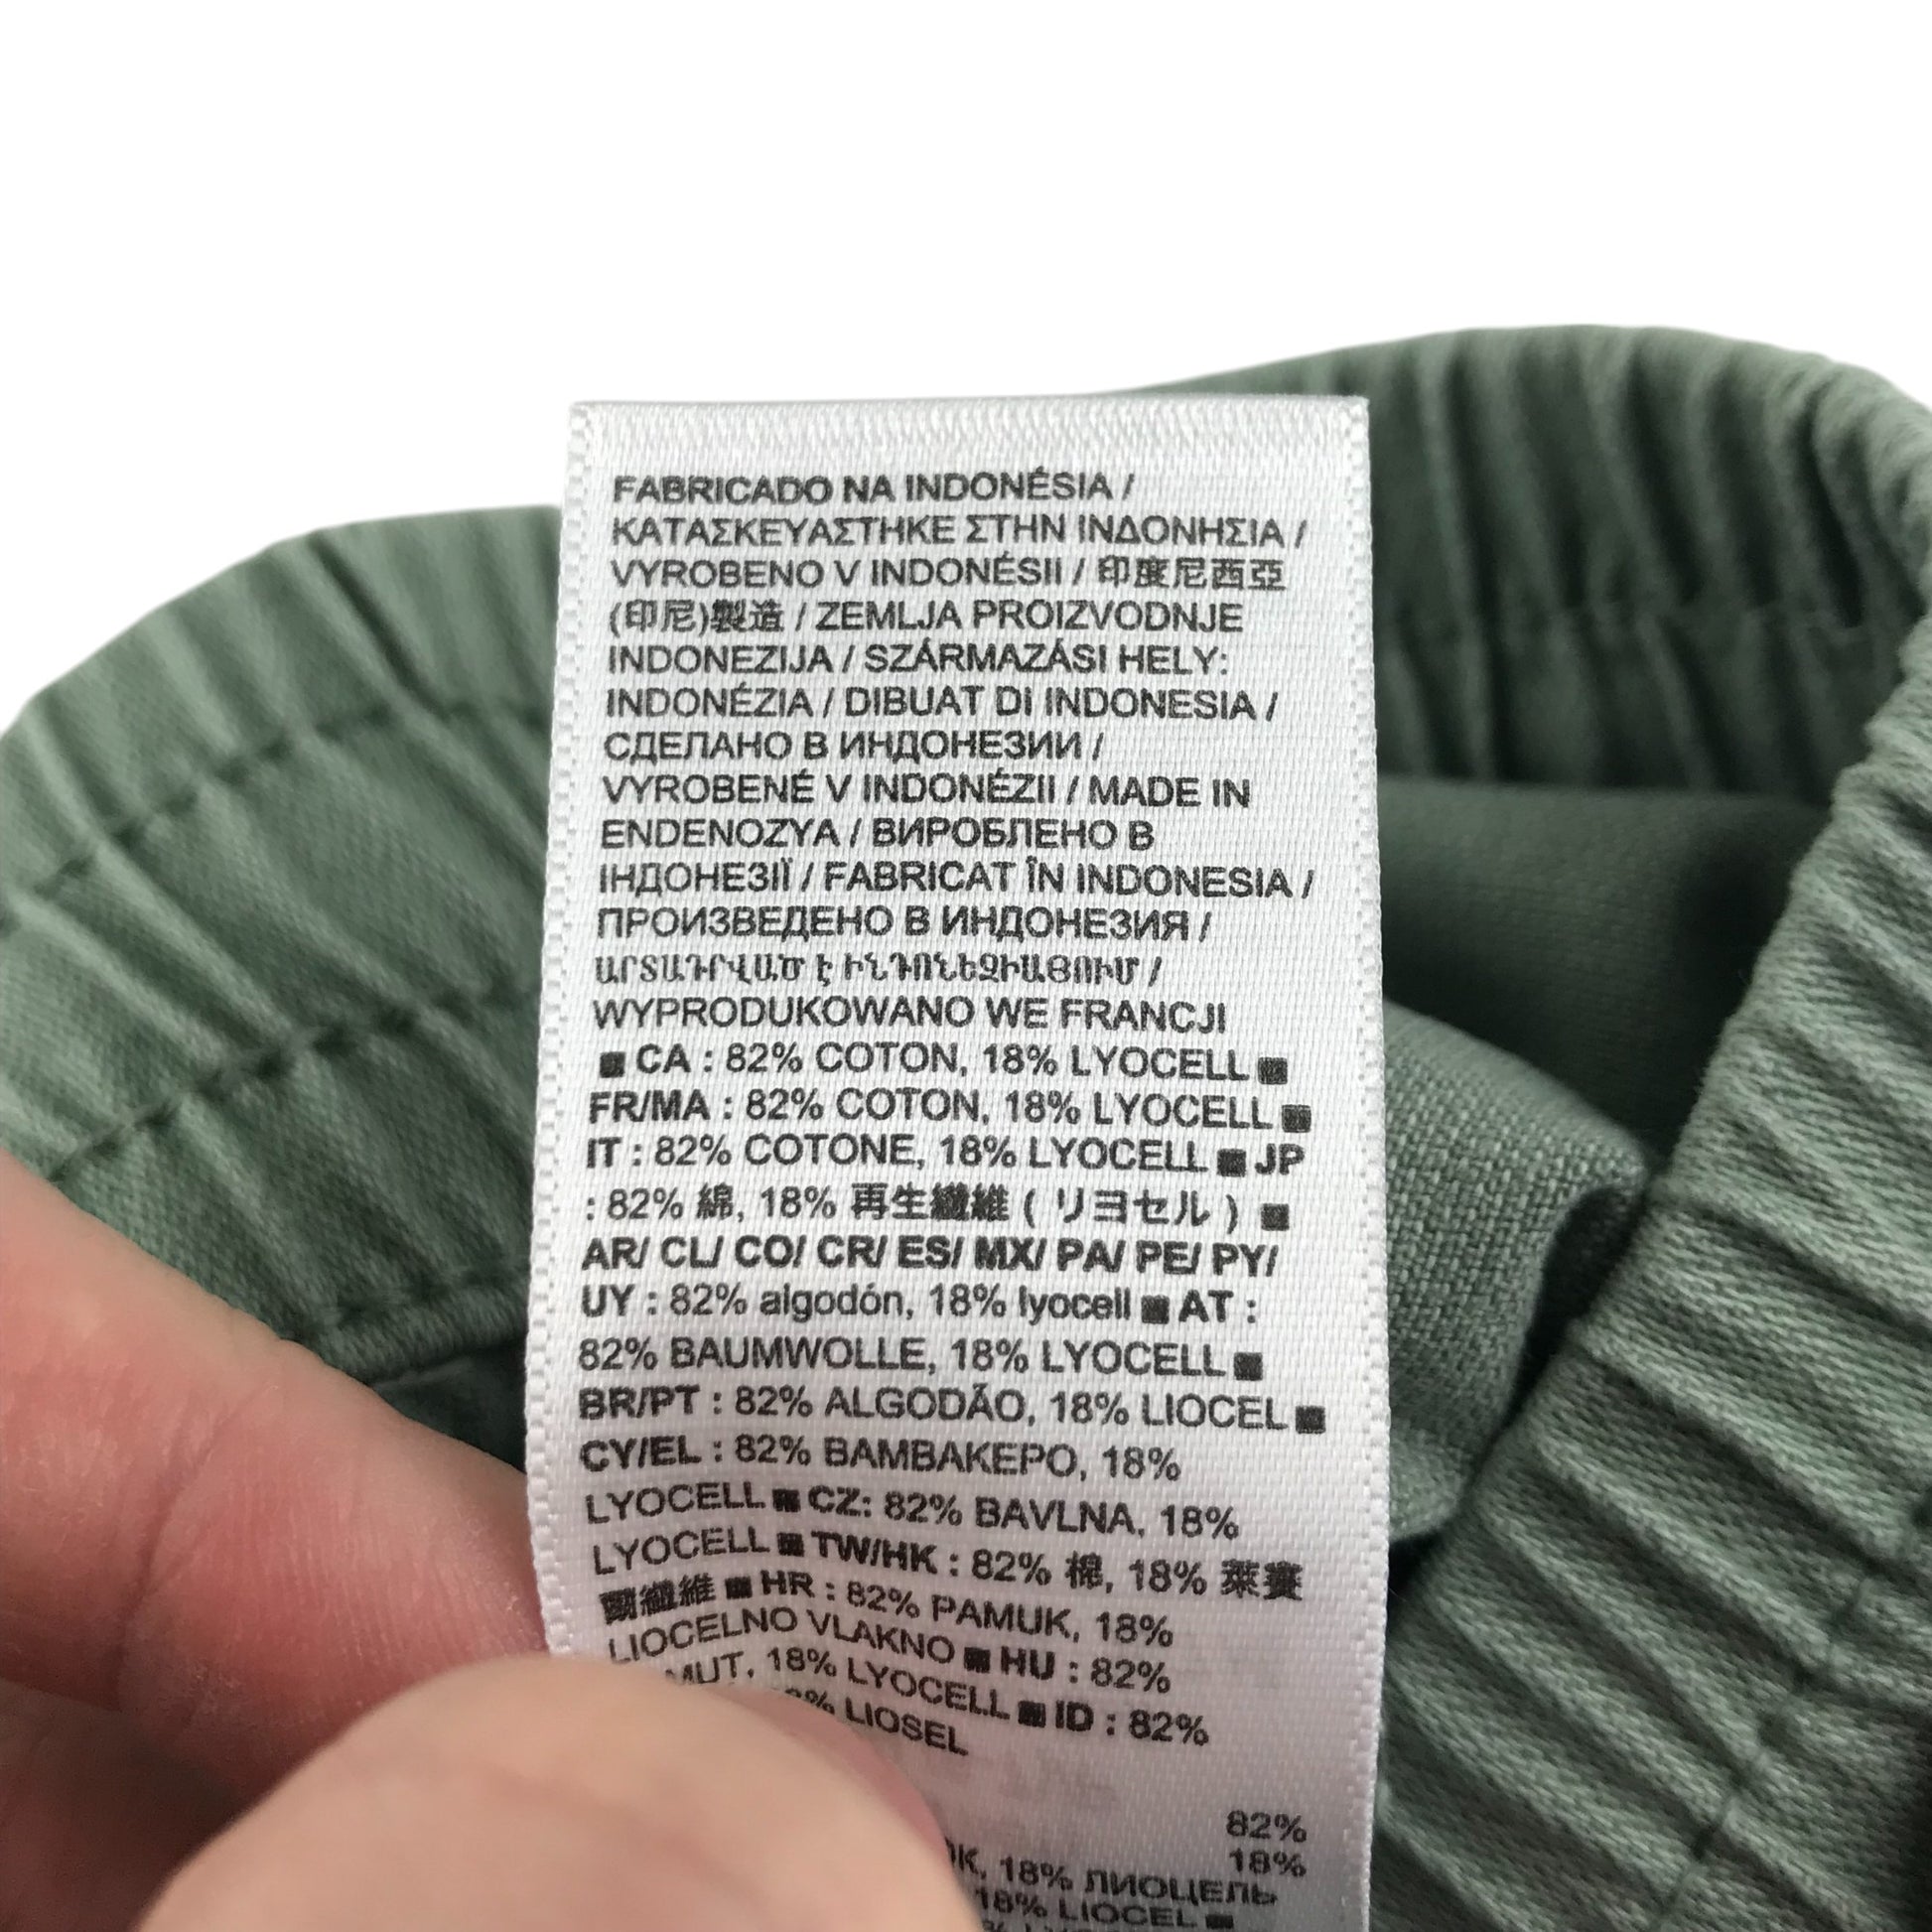 FABRICADO NA INDONÉSIA /
ΚΑΤΑΣΚΕΥΑΣΤΗΚΕ ΣΤΗΝ ΙΝΔΟΝΗΣΙΑ /
VYROBENO V INDONÉSII / 印度尼西亞
(印尼)製造 / ZEMLJA PROIZVODNJE
INDONEZIJA / SZÁRMAZÁSI HELY:
INDONÉZIA / DIBUAT DI INDONESIA /
СДЕЛАНО В ИНДОНЕЗИИ /
VYROBENÉ V INDONÉZII / MADE IN
ENDENOZYA / ВИРОБЛЕНО В
ІНДОНЕЗІЇ / FABRICAT ÎN INDONESIA /
ПРОИЗВЕДЕНО В ИНДОНЕЗИЯ /
ԱՐՏԱԴՐՎԱԾ է ԻՆԴՈՆԵԶԻԱՅՈՒՄ /
WYPRODUKOWANO WE FRANCJI
■ CA : 82% COTON, 18% LYOCELL ■
FR/MA : 82% COTON, 18% LYOCELL ■
IT : 82% COTONE, 18% LYOCELL ■ JP
: 82% 綿, 18% 再生繊維 ( リヨセル ) ■
AR/ CL/ CO/ CR/ ES/ MX/ PA/ PE/ PY/
UY : 82% algodón, 18% lyocell ■ AT :
82% BAUMWOLLE, 18% LYOCELL ■
BR/PT : 82% ALGODÃO, 18% LIOCEL ■
CY/EL : 82% ΒΑΜΒΑΚΕΡΟ, 18%
LYOCELL ■ CZ: 82% BAVLNA, 18%
LYOCELL ■ TW/HK : 82% 棉, 18% 萊賽
爾纖維 ■ HR : 82% PAMUK, 18%
LIOCELNO VLAKNO ■ HU : 82%
MUT, 18% LYOCELL ■ ID : 82%
LIOSEL
82%
18%
18% ЛИОЦЕЛЬ
18% LIOCEL ■